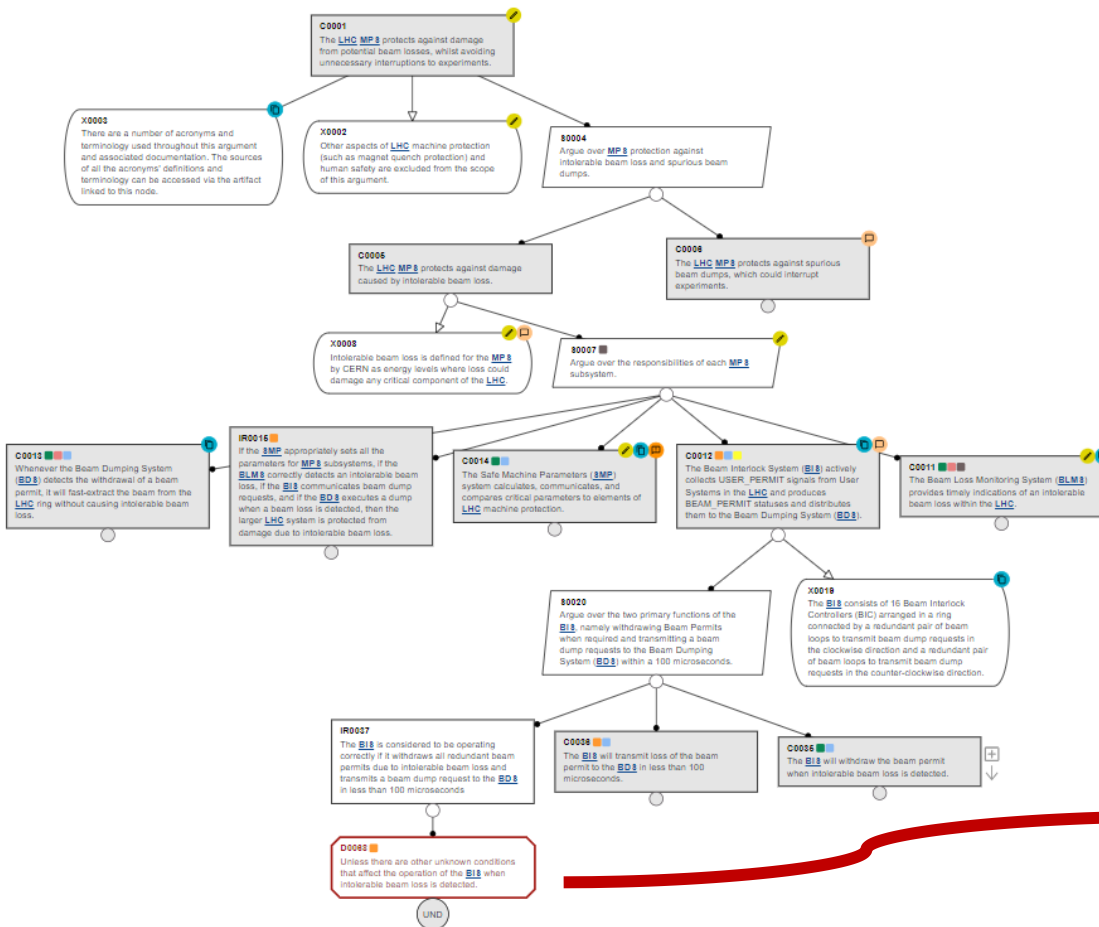 C0001
The LHC MPS protects against damage
from potential beam losses, whilst avoiding
unnecessary interruptions to experiments.
X0003
There are a number of acronyms and
terminology used throughout this argument
and associated documentation. The sources
of all the acronyms' definitions and
terminology can be accessed via the artifact
linked to this node.
X0002
Other aspects of LHC machine protection
(such as magnet quench protection) and
human safety are excluded from the scope
of this argument.
S0004
Argue over MPS protection against
intolerable beam loss and spurious beam
dumps.
C0005
The LHC MPS protects against damage
caused by intolerable beam loss.
C0006
The LHC MPS protects against spurious
beam dumps, which could interrupt
experiments.
X0008
Intolerable beam loss is defined for the MPS
by CERN as energy levels where loss could
damage any critical component of the LHC.
S0007
Argue over the responsibilities of each MPS
subsystem.
C0013
Whenever the Beam Dumping System
(BDS) detects the withdrawal of a beam
permit, it will fast-extract the beam from the
LHC ring without causing intolerable beam
loss.
IR0015
If the SMP appropriately sets all the
parameters for MPS subsystems, if the
BLMS correctly detects an intolerable beam
loss, if the BIS communicates beam dump
requests, and if the BDS executes a dump
when a beam loss is detected, then the
larger LHC system is protected from
damage due to intolerable beam loss.
C0014
The Safe Machine Parameters (SMP)
system calculates, communicates, and
compares critical parameters to elements of
LHC machine protection.
C0012
The Beam Interlock System (BIS) actively
collects USER_PERMIT signals from User
Systems in the LHC and produces
BEAM_PERMIT statuses and distributes
them to the Beam Dumping System (BDS).
C0011
The Beam Loss Monitoring System (BLMS)
provides timely indications of an intolerable
beam loss within the LHC.
S0020
Argue over the two primary functions of the
BIS, namely withdrawing Beam Permits
when required and transmitting a beam
dump requests to the Beam Dumping
System (BDS) within a 100 microseconds.
X0019
The BIS consists of 16 Beam Interlock
Controllers (BIC) arranged in a ring
connected by a redundant pair of beam
loops to transmit beam dump requests in
the clockwise direction and a redundant pair
of beam loops to transmit beam dump
requests in the counter-clockwise direction.
IR0037
The BIS is considered to be operating
correctly if it withdraws all redundant beam
permits due to intolerable beam loss and
transmits a beam dump request to the BDS
in less than 100 microseconds
C0036
The BIS will transmit loss of the beam
permit to the BDS in less than 100
microseconds.
C0035
The BIS will withdraw the beam permit
when intolerable beam loss is detected.
D0063
Unless there are other unknown conditions
that affect the operation of the BIS when
intolerable beam loss is detected.
UND